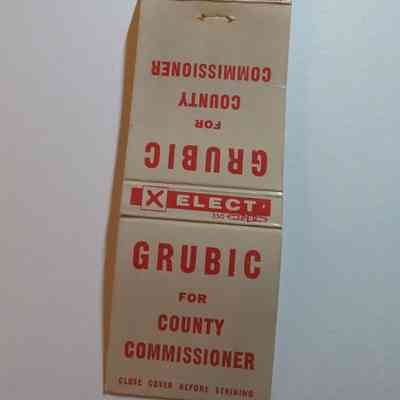 GRUBIC
FOR
COUNTY
COMMISSIONER
X ELECT
GRUBIC
FOR
COUNTY
COMMISSIONER
CLOSE COVER BEFORE STRIKING